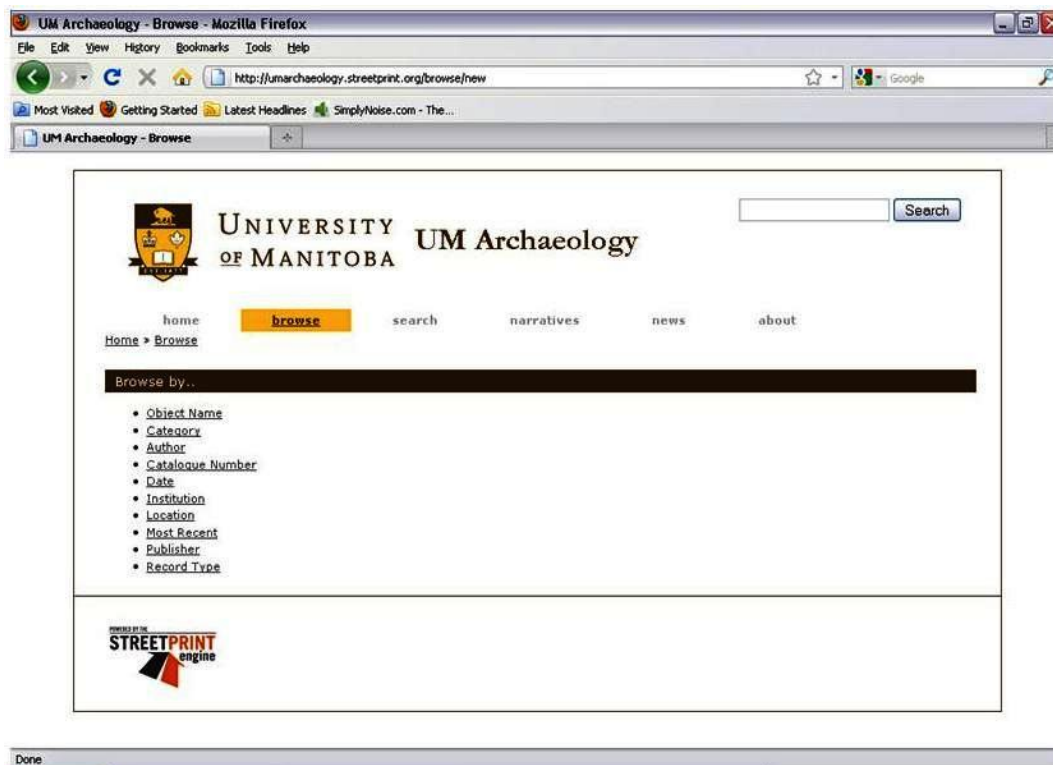 UM Archaeology - Browse - Mozilla Firefox
File Edit View History Bookmarks Tools Help
http://umarchaeology.streetprint.org/browse/new
Google
Most Visited Getting Started Latest Headlines SimplyNoise.com - The...
UM Archaeology - Browse
UNIVERSITY
OF MANITOBA
UM Archaeology
Search
home browse search narratives news about
Home » Browse
Browse by..
• Object Name
• Category
• Author
• Catalogue Number
• Date
• Institution
• Location
• Most Recent
• Publisher
• Record Type
POWERED BY THE
STREETPRINT
engine
Done